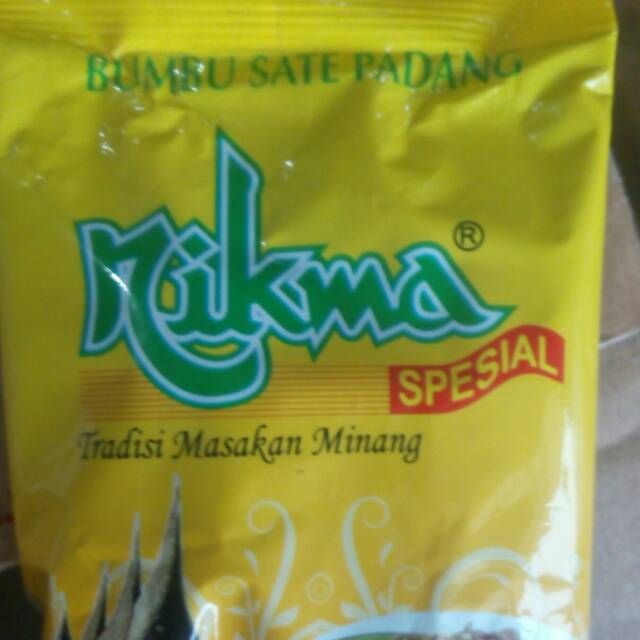 BUMBU SATE PADANG
Nikma ®
SPESIAL
Tradisi Masakan Minang